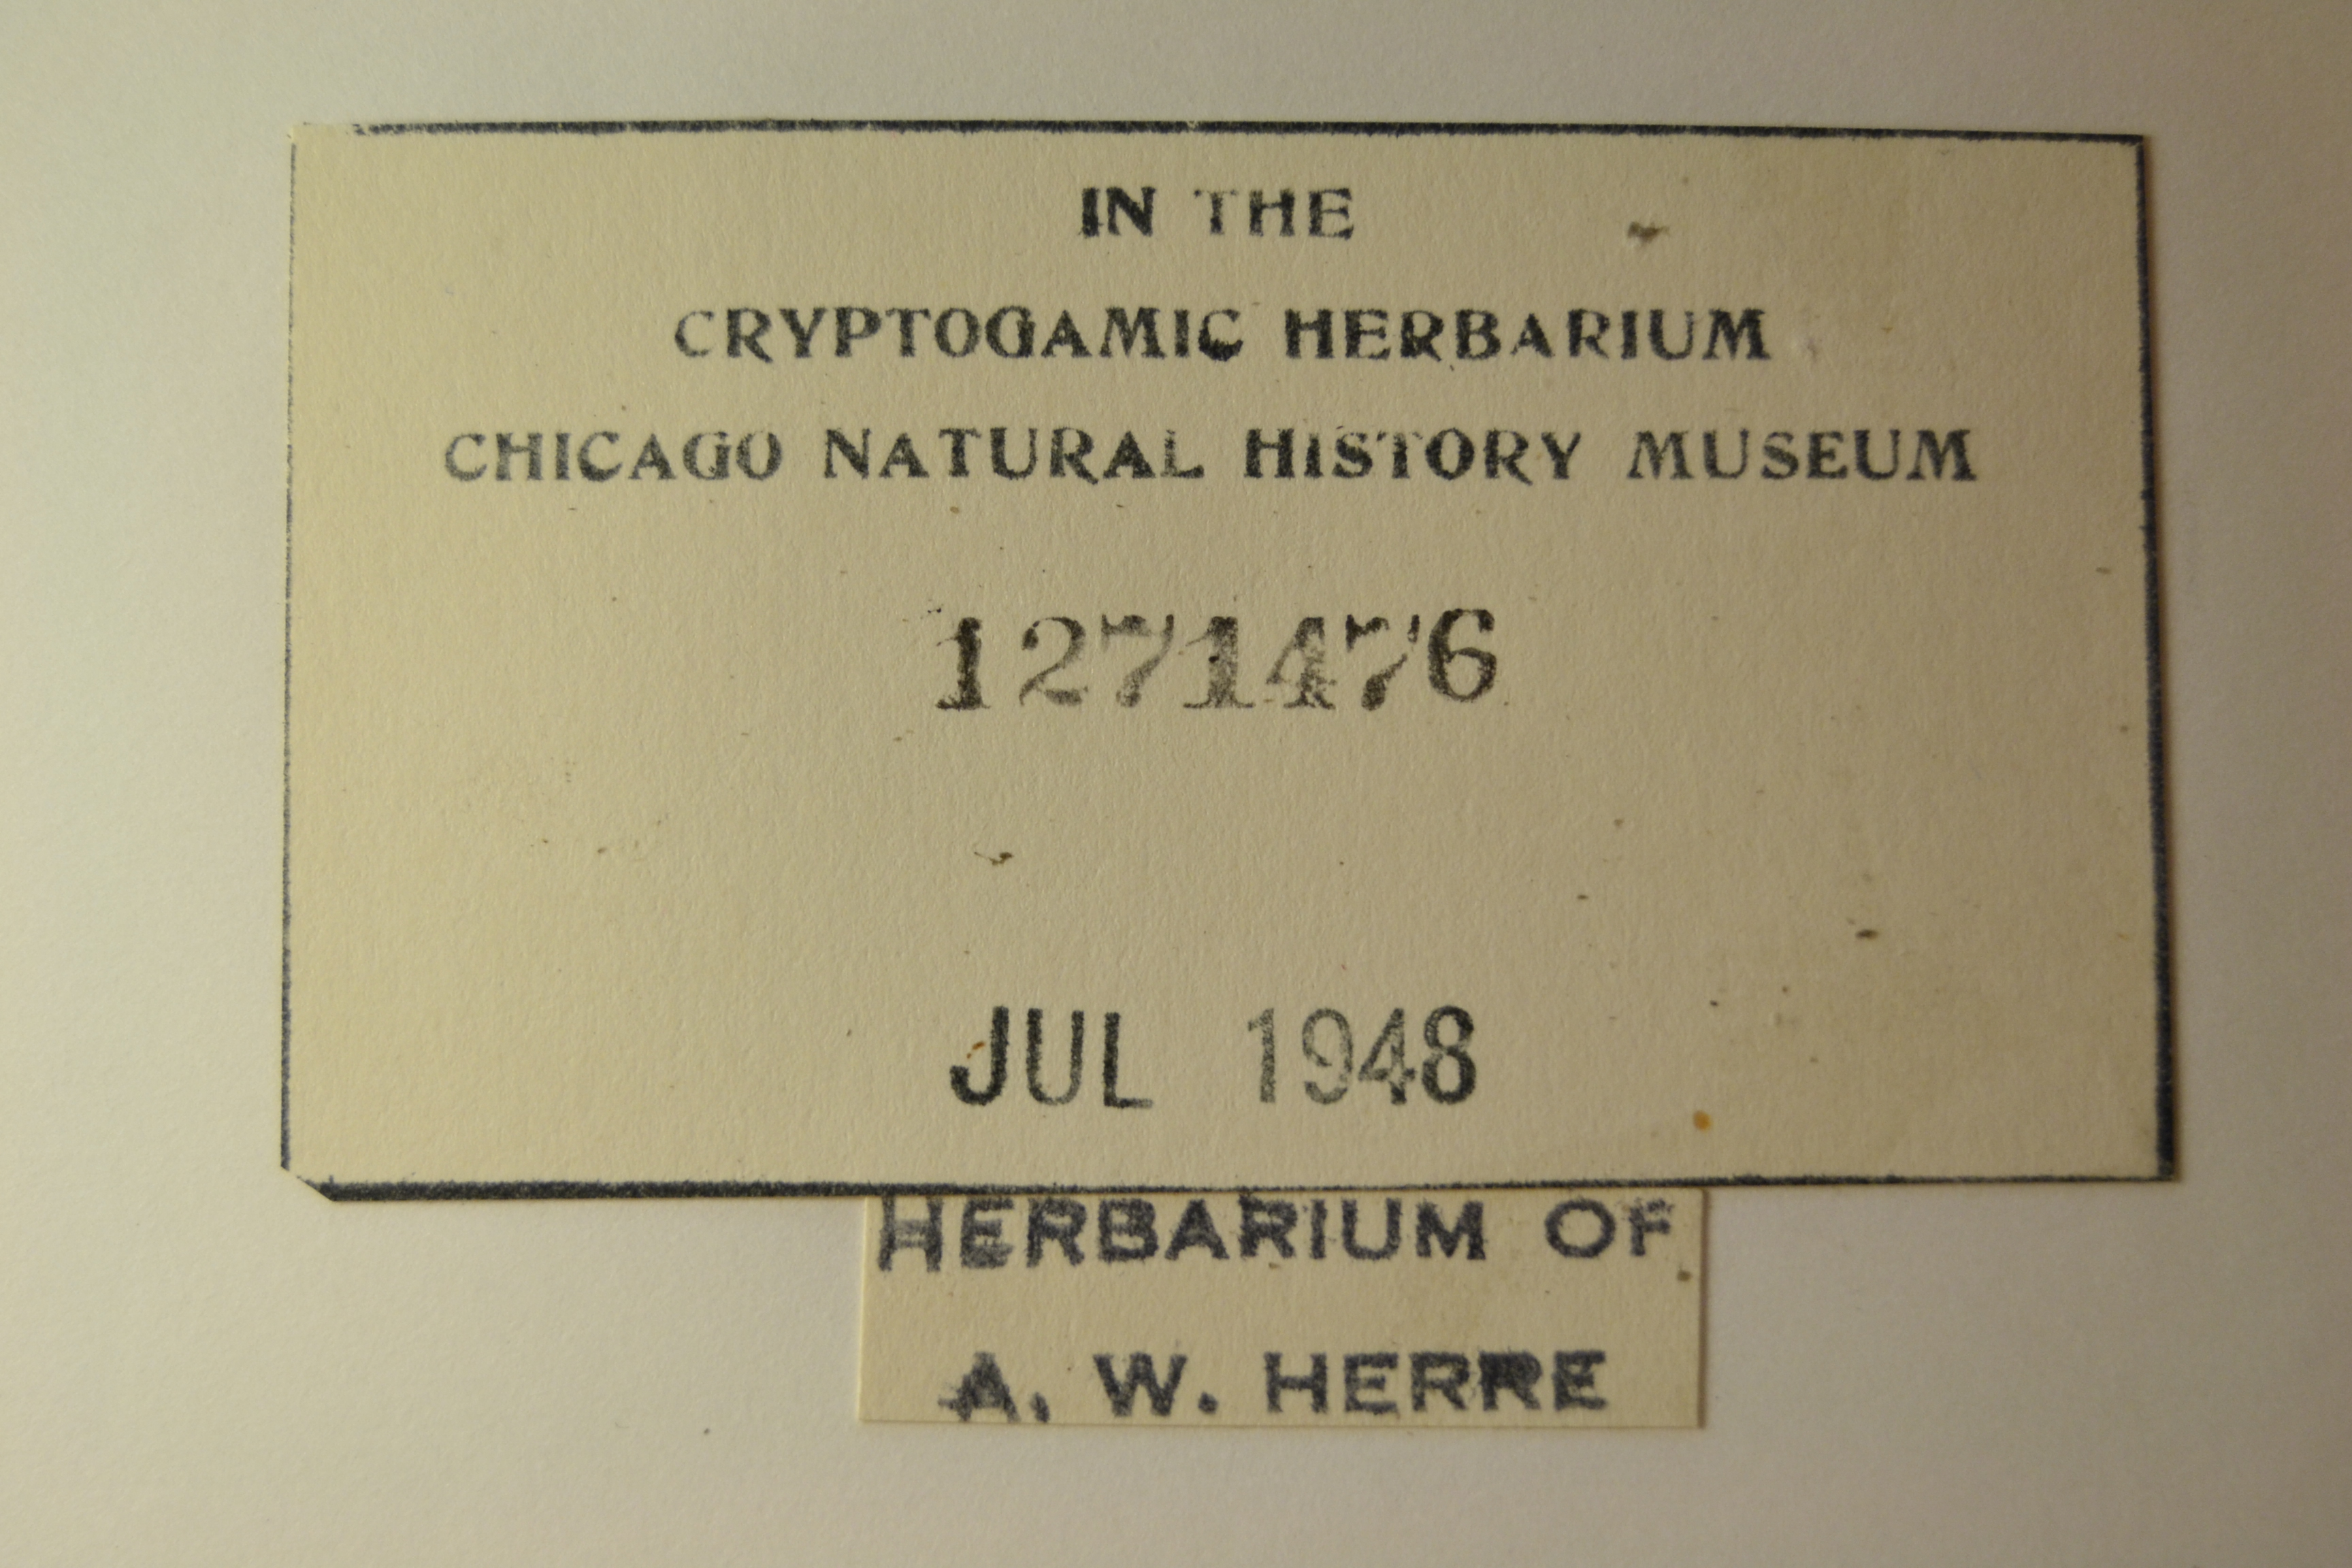 IN THE
CRYPTOGAMIC HERBARIUM
CHICAGO NATURAL HISTORY MUSEUM
1271476
JUL 1948
HERBARIUM OF
A. W. HERRE